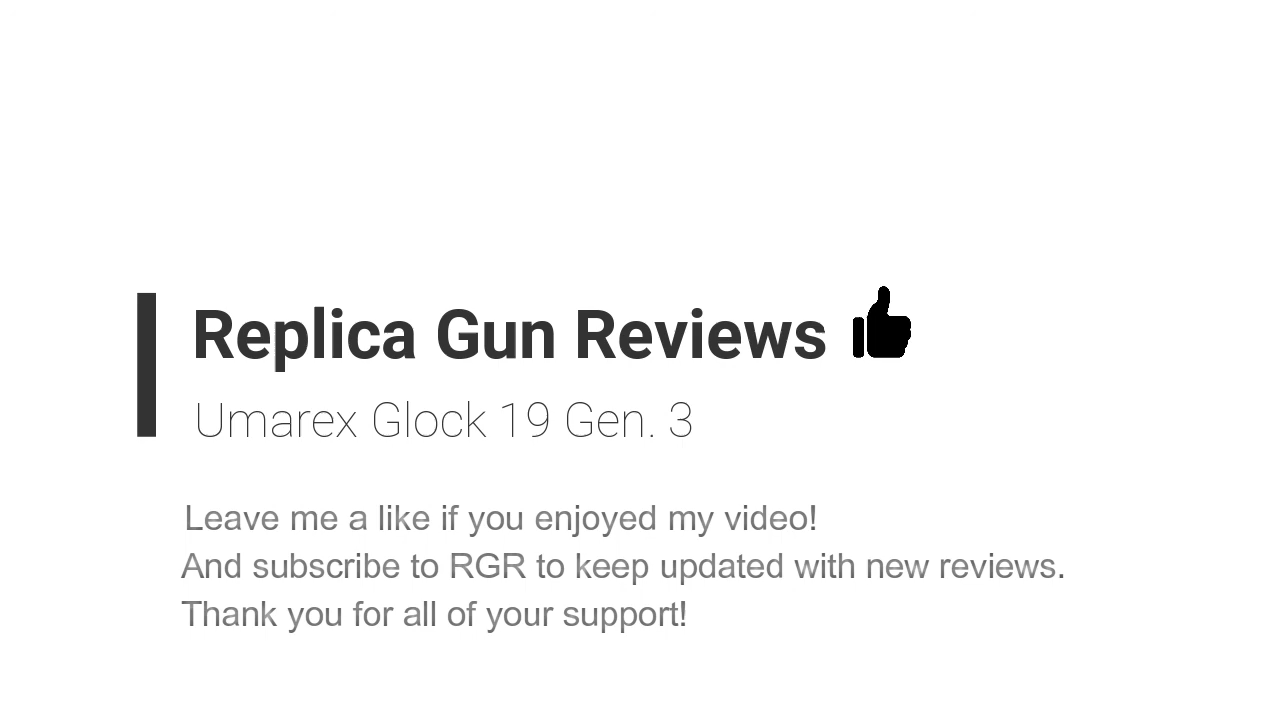 Replica Gun Reviews
Umarex Glock 19 Gen. 3
Leave me a like if you enjoyed my video!
And subscribe to RGR to keep updated with new reviews.
Thank you for all of your support!